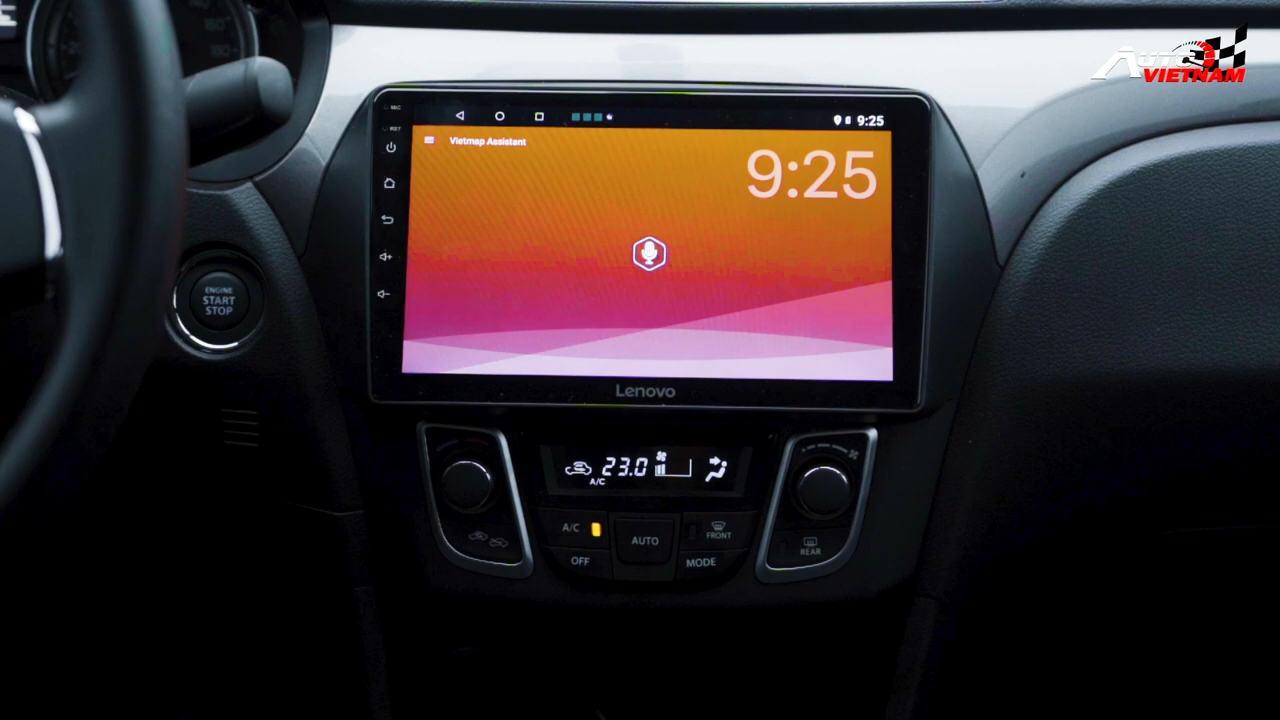 AUTO
VIETNAM
MIC
RST
9:25
Vietmap Assistant
9:25
ENGINE
START
STOP
Lenovo
23.0
A/C
A/C
AUTO
FRONT
OFF
MODE
REAR